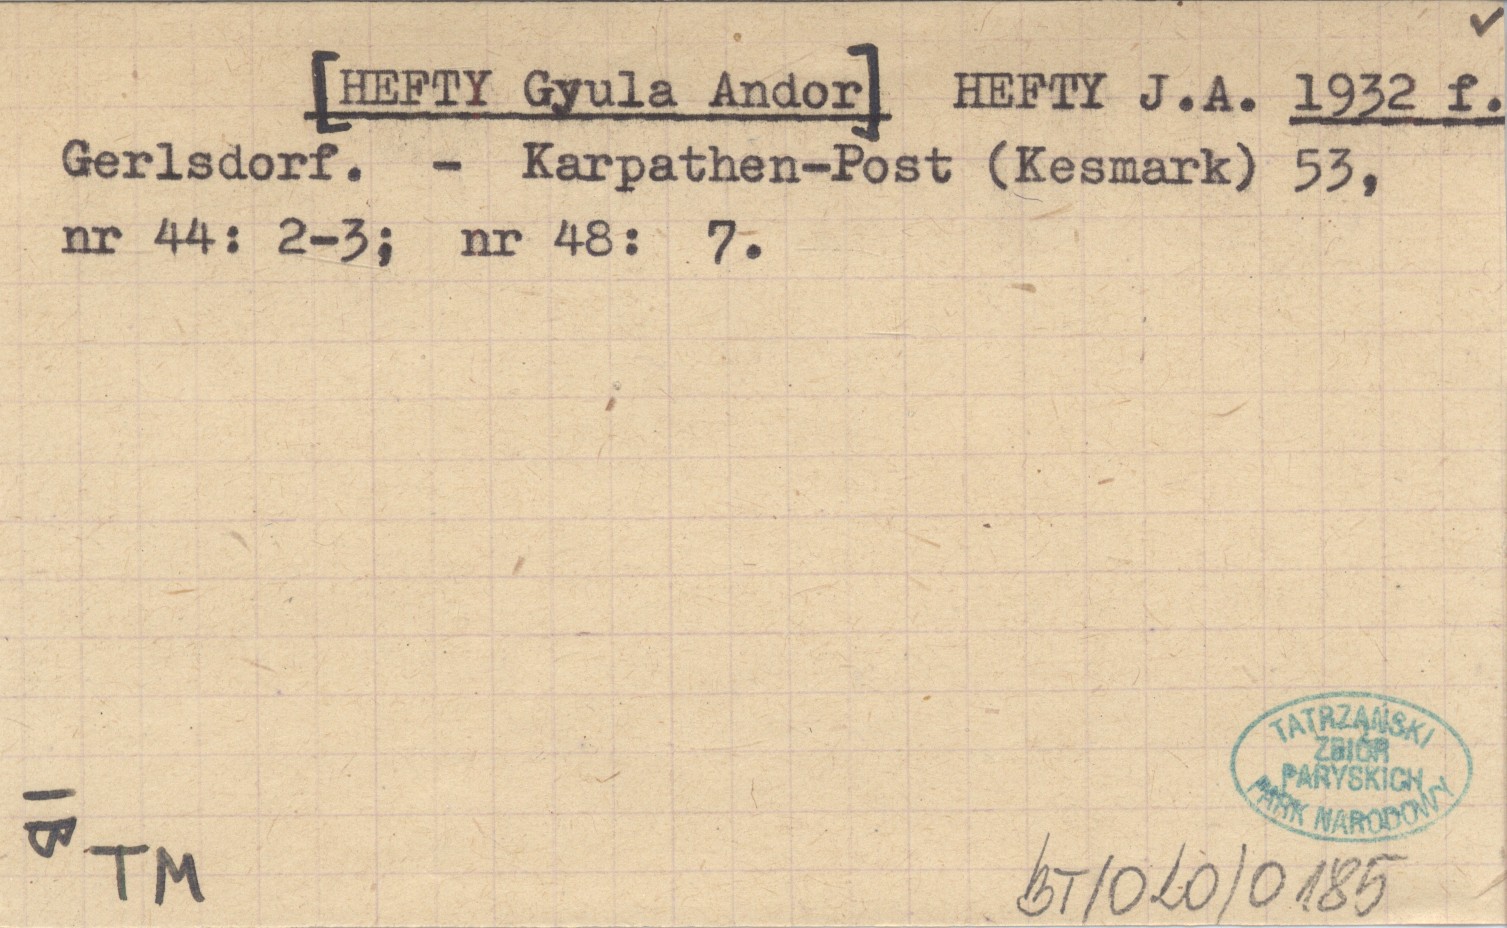 ✓
[HEFTY Gyula Andor] HEFTY J.A. 1932 f.
Gerlsdorf. - Karpathen-Post (Kesmark) 53,
nr 44: 2-3; nr 48: 7.
TATRZAŃSKI
ZBIÓR
PARYSKICH
PARK NARODOWY
IB
TM
BT/020/0185